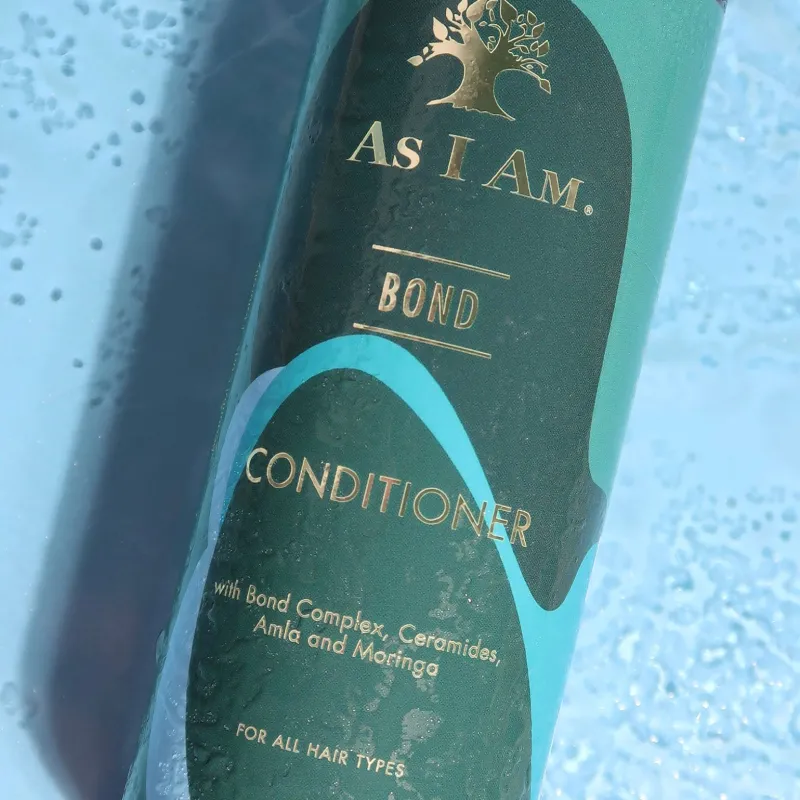 As I Am®
BOND
CONDITIONER
with Bond Complex, Ceramides,
Amla and Moringa
FOR ALL HAIR TYPES